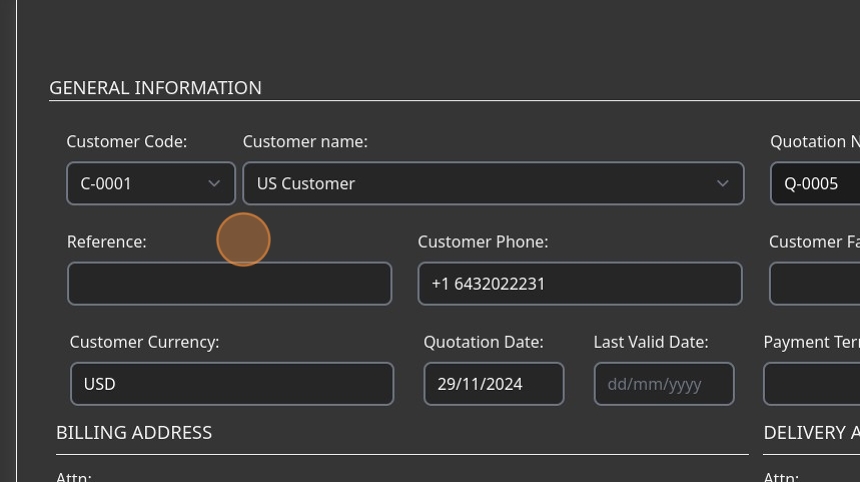 GENERAL INFORMATION
Customer Code: Customer name: Quotation N
C-0001 US Customer Q-0005
Reference: Customer Phone: Customer Fa
+1 6432022231
Customer Currency: Quotation Date: Last Valid Date: Payment Ter
USD 29/11/2024 dd/mm/yyyy
BILLING ADDRESS DELIVERY A
Attn: Attn: